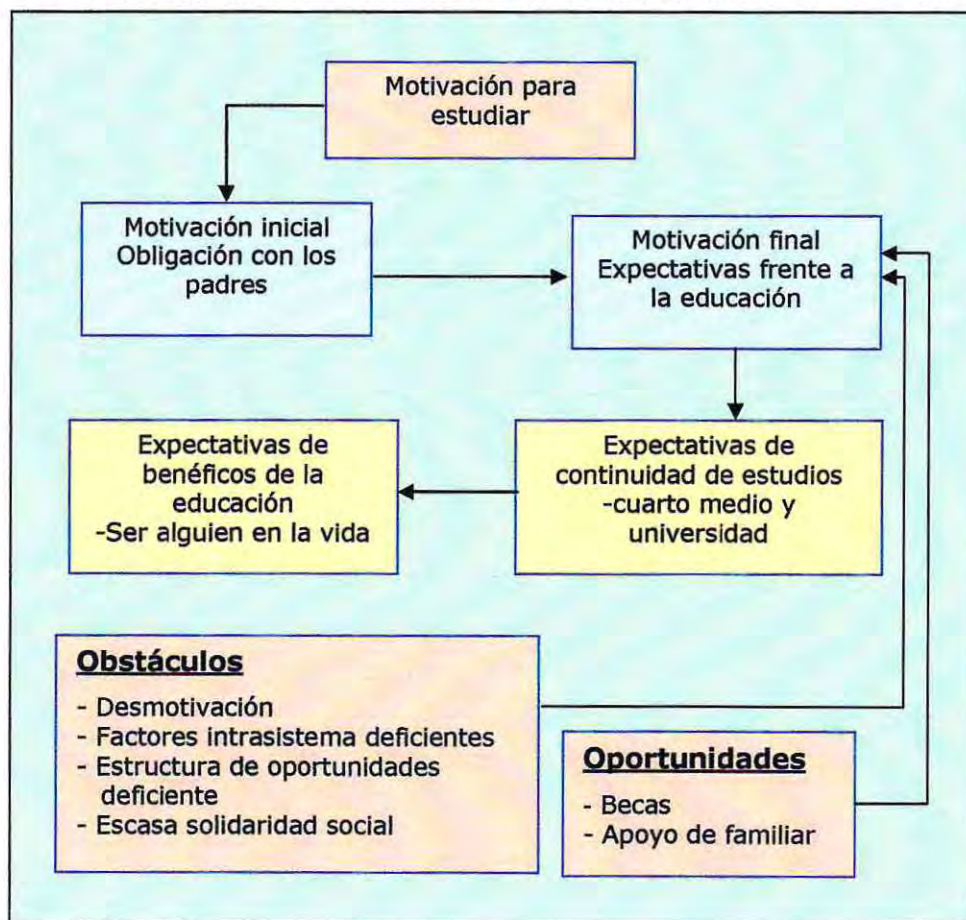 Motivación para
estudiar
Motivación inicial
Obligación con los
padres
Motivación final
Expectativas frente a
la educación
Expectativas de
benéficos de la
educación
-Ser alguien en la vida
Expectativas de
continuidad de estudios
-cuarto medio y
universidad
Obstáculos
- Desmotivación
- Factores intrasistema deficientes
- Estructura de oportunidades
deficiente
- Escasa solidaridad social
Oportunidades
- Becas
- Apoyo de familiar